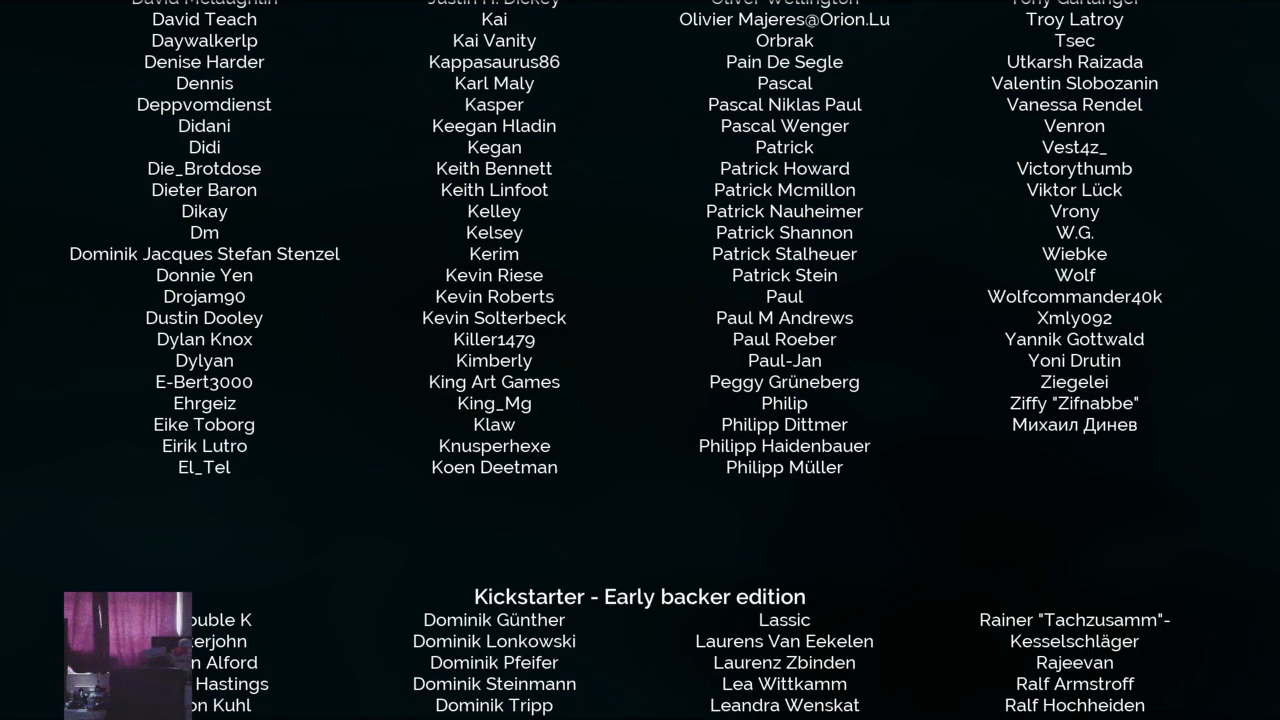 David Teach
Daywalkerlp
Denise Harder
Dennis
Deppvomdienst
Didani
Didi
Die_Brotdose
Dieter Baron
Dikay
Dm
Dominik Jacques Stefan Stenzel
Donnie Yen
Drojam90
Dustin Dooley
Dylan Knox
Dylyan
E-Bert3000
Ehrgeiz
Eike Toborg
Eirik Lutro
El_Tel
Kai
Kai Vanity
Kappasaurus86
Karl Maly
Kasper
Keegan Hladin
Kegan
Keith Bennett
Keith Linfoot
Kelley
Kelsey
Kerim
Kevin Riese
Kevin Roberts
Kevin Solterbeck
Killer1479
Kimberly
King Art Games
King_Mg
Klaw
Knusperhexe
Koen Deetman
Olivier Majeres@Orion.Lu
Orbrak
Pain De Segle
Pascal
Pascal Niklas Paul
Pascal Wenger
Patrick
Patrick Howard
Patrick Mcmillon
Patrick Nauheimer
Patrick Shannon
Patrick Stalheuer
Patrick Stein
Paul
Paul M Andrews
Paul Roeber
Paul-Jan
Peggy Grüneberg
Philip
Philipp Dittmer
Philipp Haidenbauer
Philipp Müller
Troy Latroy
Tsec
Utkarsh Raizada
Valentin Slobozanin
Vanessa Rendel
Venron
Vest4z_
Victorythumb
Viktor Lück
Vrony
W.G.
Wiebke
Wolf
Wolfcommander40k
Xmly092
Yannik Gottwald
Yoni Drutin
Ziegelei
Ziffy "Zifnabbe"
Михаил Динев
Kickstarter - Early backer edition
K
Alford
Hastings
Kuhl
Dominik Günther
Dominik Lonkowski
Dominik Pfeifer
Dominik Steinmann
Dominik Tripp
Lassic
Laurens Van Eekelen
Laurenz Zbinden
Lea Wittkamm
Leandra Wenskat
Rainer "Tachzusamm"-
Kesselschläger
Rajeevan
Ralf Armstroff
Ralf Hochheiden